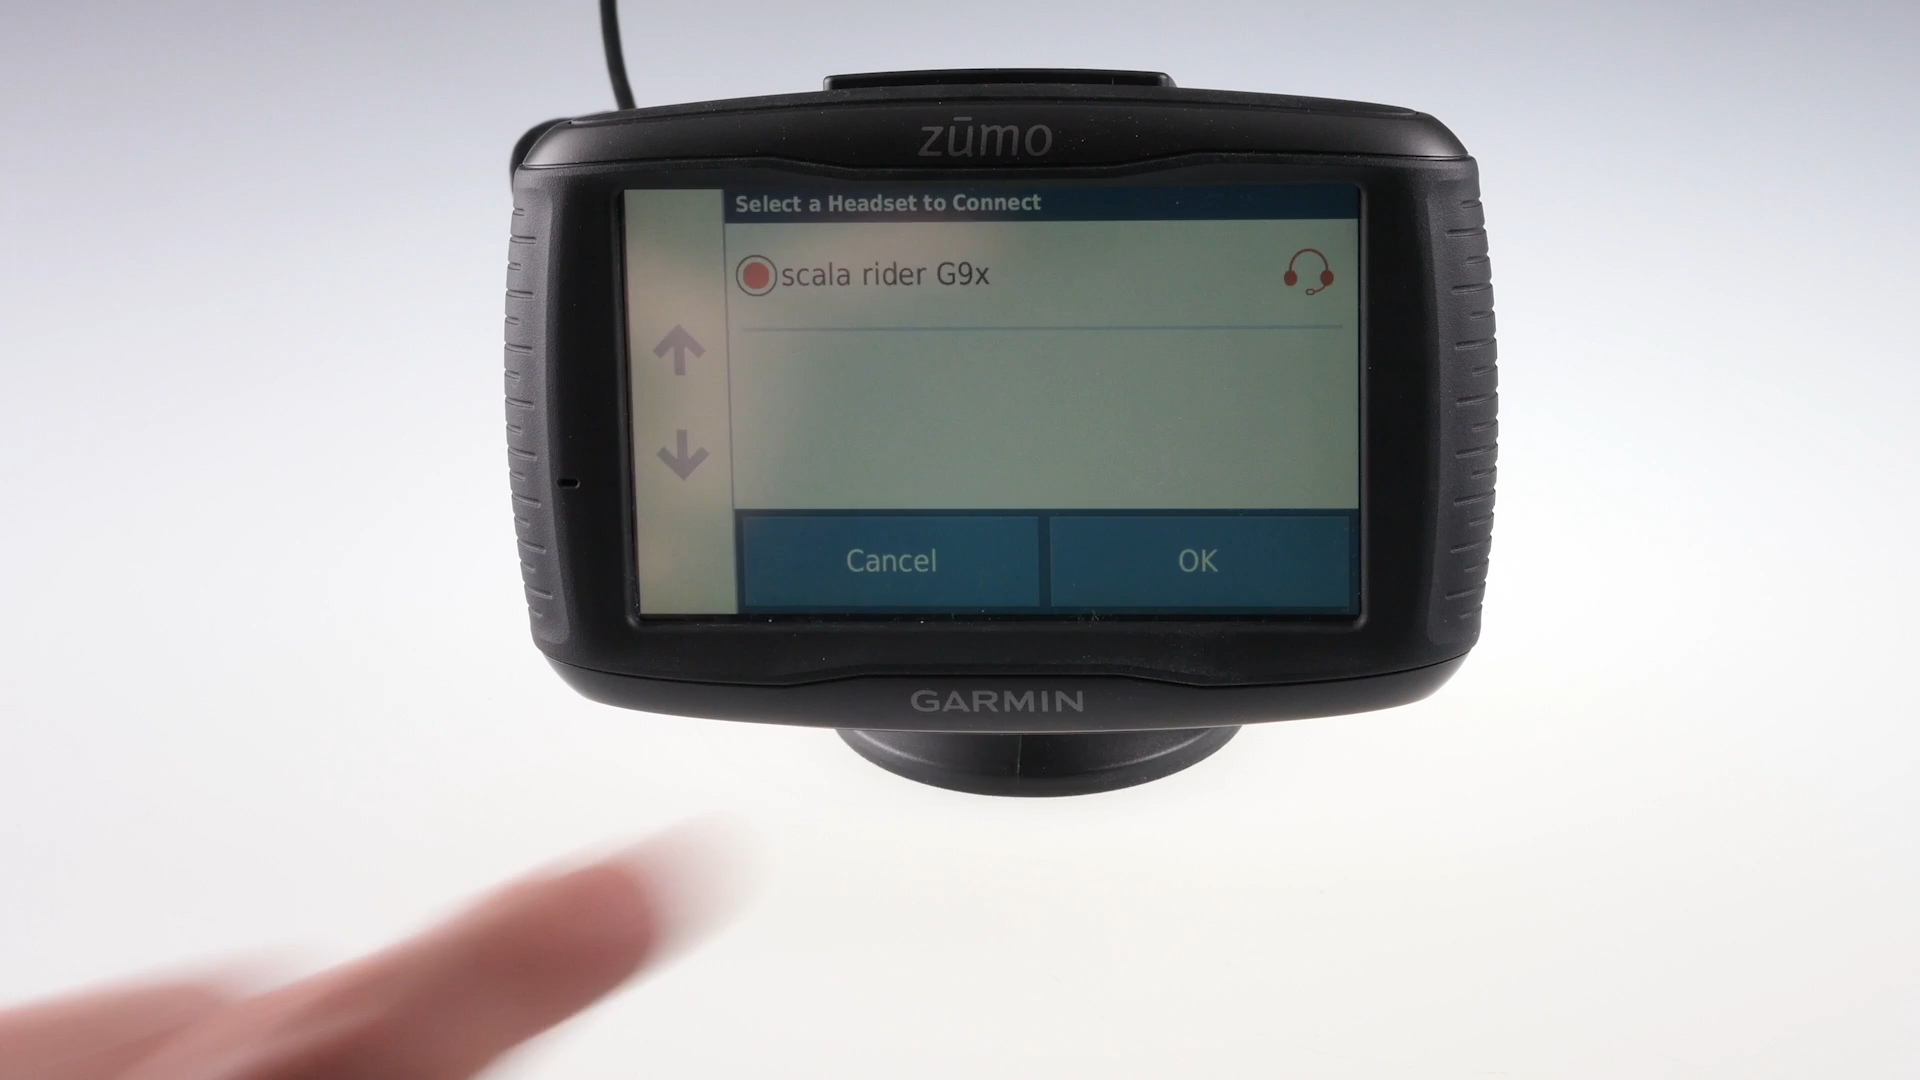 zūmo
Select a Headset to Connect
scala rider G9x
Cancel
OK
GARMIN